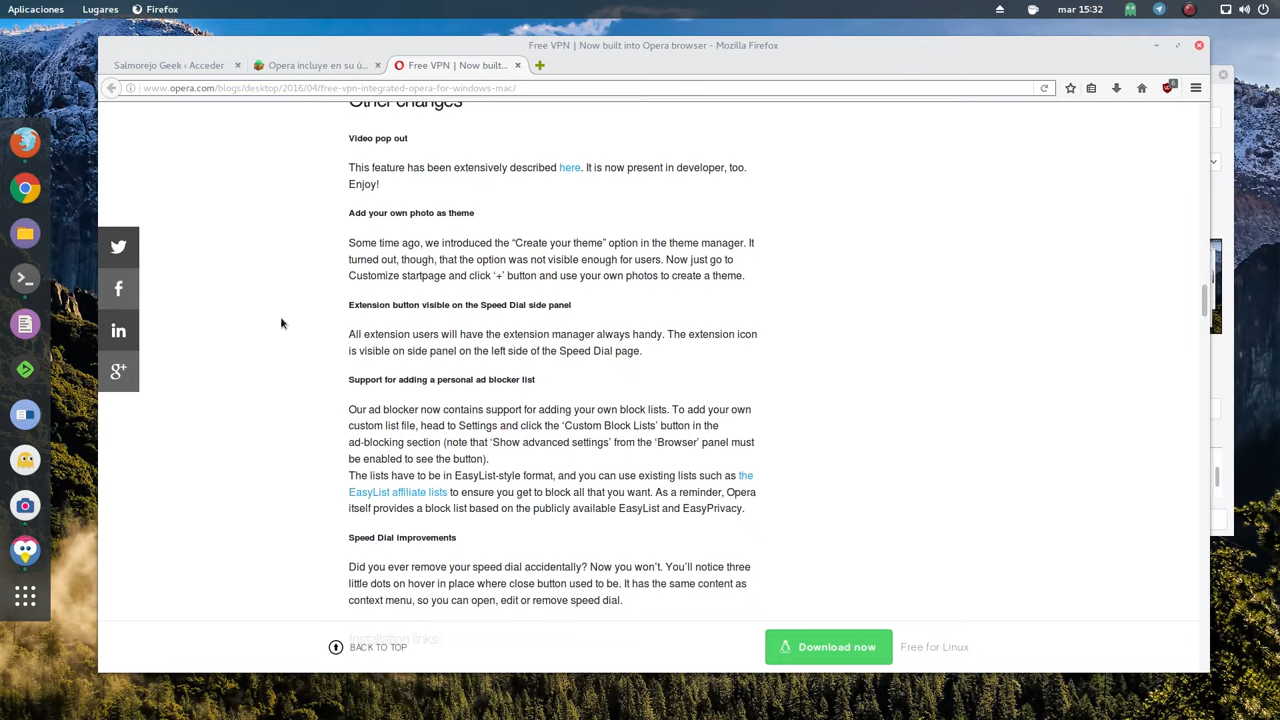 Aplicaciones Lugares Firefox mar 15:32
Free VPN | Now built into Opera browser - Mozilla Firefox
Salmorejo Geek ‹ Acceder Opera incluye en su ú... Free VPN | Now built...
www.opera.com/blogs/desktop/2016/04/free-vpn-integrated-opera-for-windows-mac/
Other changes
Video pop out
This feature has been extensively described here. It is now present in developer, too.
Enjoy!
Add your own photo as theme
Some time ago, we introduced the “Create your theme” option in the theme manager. It
turned out, though, that the option was not visible enough for users. Now just go to
Customize startpage and click ‘+’ button and use your own photos to create a theme.
Extension button visible on the Speed Dial side panel
All extension users will have the extension manager always handy. The extension icon
is visible on side panel on the left side of the Speed Dial page.
Support for adding a personal ad blocker list
Our ad blocker now contains support for adding your own block lists. To add your own
custom list file, head to Settings and click the ‘Custom Block Lists’ button in the
ad-blocking section (note that ‘Show advanced settings’ from the ‘Browser’ panel must
be enabled to see the button).
The lists have to be in EasyList-style format, and you can use existing lists such as the
EasyList affiliate lists to ensure you get to block all that you want. As a reminder, Opera
itself provides a block list based on the publicly available EasyList and EasyPrivacy.
Speed Dial improvements
Did you ever remove your speed dial accidentally? Now you won’t. You’ll notice three
little dots on hover in place where close button used to be. It has the same content as
context menu, so you can open, edit or remove speed dial.
Installation links:
BACK TO TOP
Download now Free for Linux